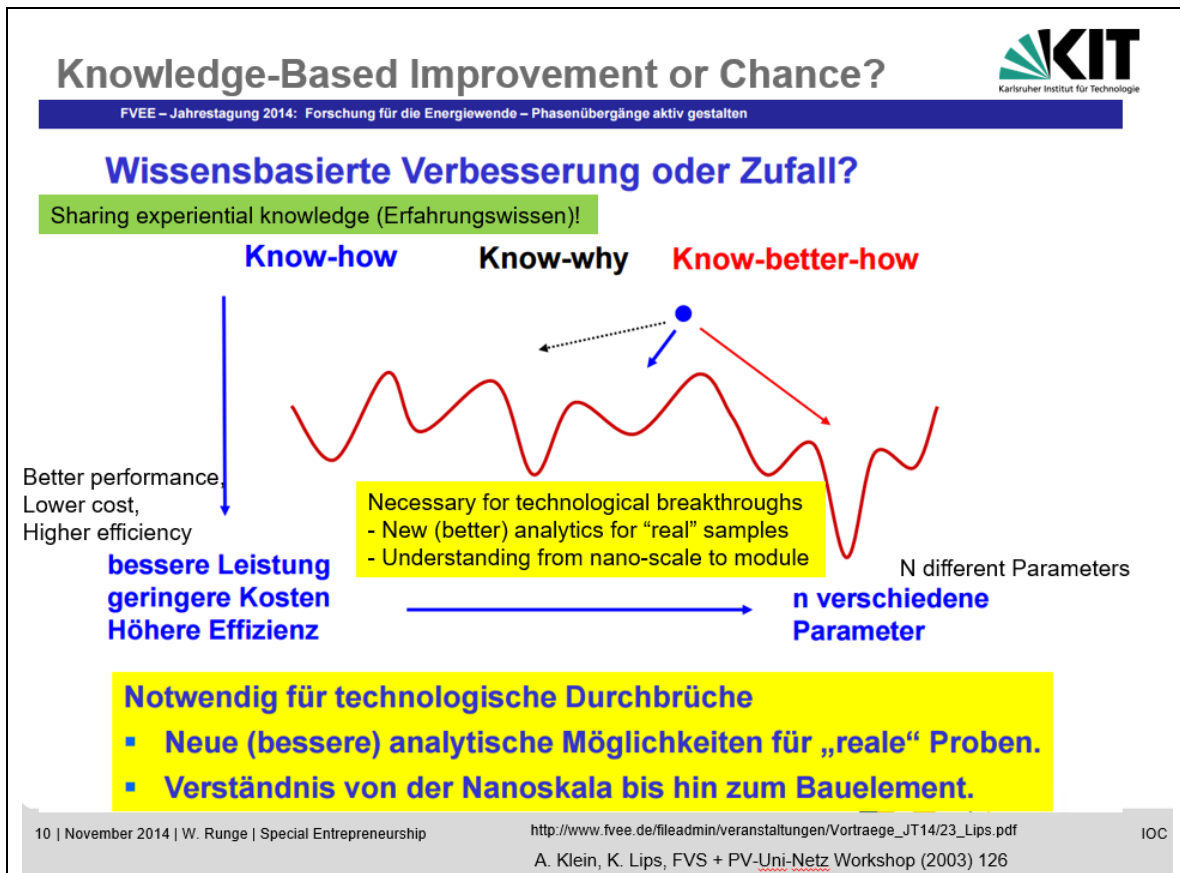 Knowledge-Based Improvement or Chance?
KIT
Karlsruher Institut für Technologie
FVEE – Jahrestagung 2014: Forschung für die Energiewende – Phasenübergänge aktiv gestalten
Wissensbasierte Verbesserung oder Zufall?
Sharing experiential knowledge (Erfahrungswissen)!
Know-how Know-why Know-better-how
Better performance,
Lower cost,
Higher efficiency
Necessary for technological breakthroughs
- New (better) analytics for “real” samples
- Understanding from nano-scale to module
N different Parameters
bessere Leistung
geringere Kosten
Höhere Effizienz
n verschiedene
Parameter
Notwendig für technologische Durchbrüche
▪ Neue (bessere) analytische Möglichkeiten für „reale“ Proben.
▪ Verständnis von der Nanoskala bis hin zum Bauelement.
10 | November 2014 | W. Runge | Special Entrepreneurship
http://www.fvee.de/fileadmin/veranstaltungen/Vortraege_JT14/23_Lips.pdf
IOC
A. Klein, K. Lips, FVS + PV-Uni-Netz Workshop (2003) 126